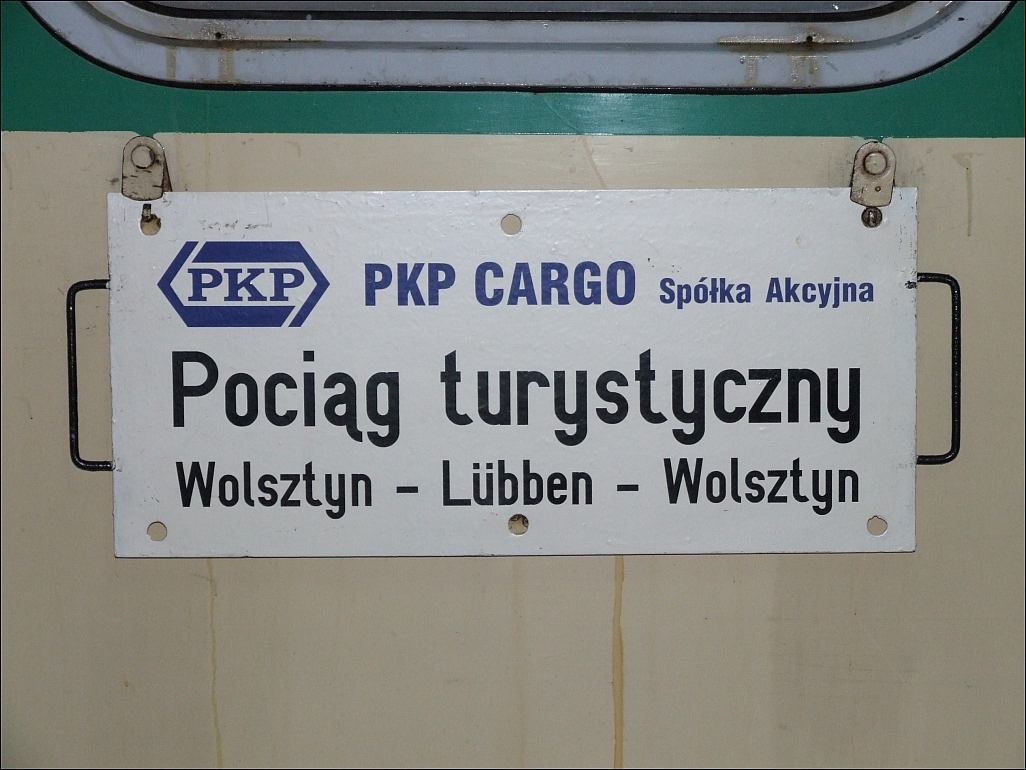 PKP PKP CARGO Spółka Akcyjna
Pociąg turystyczny
Wolsztyn – Lübben – Wolsztyn